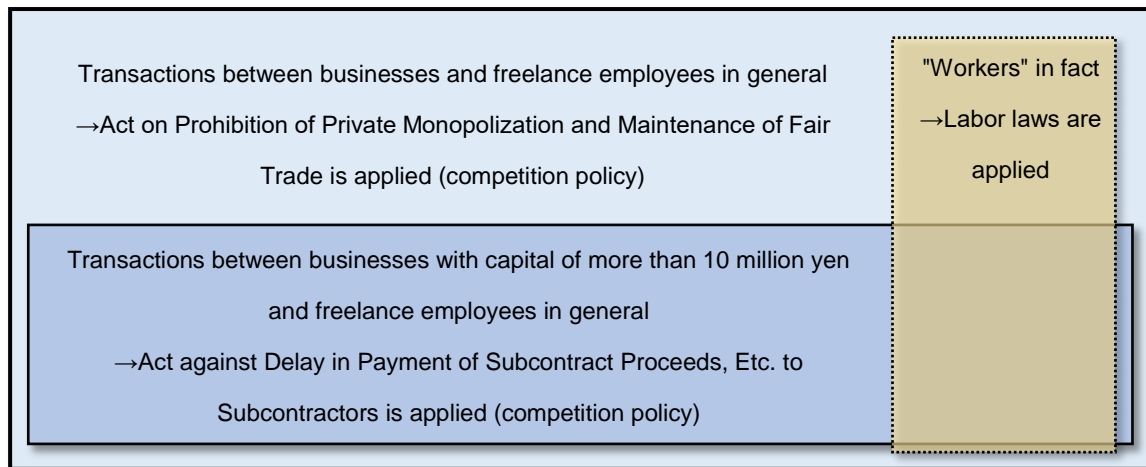 Transactions between businesses and freelance employees in general
→Act on Prohibition of Private Monopolization and Maintenance of Fair
Trade is applied (competition policy)
"Workers" in fact
→Labor laws are
applied
Transactions between businesses with capital of more than 10 million yen
and freelance employees in general
→Act against Delay in Payment of Subcontract Proceeds, Etc. to
Subcontractors is applied (competition policy)